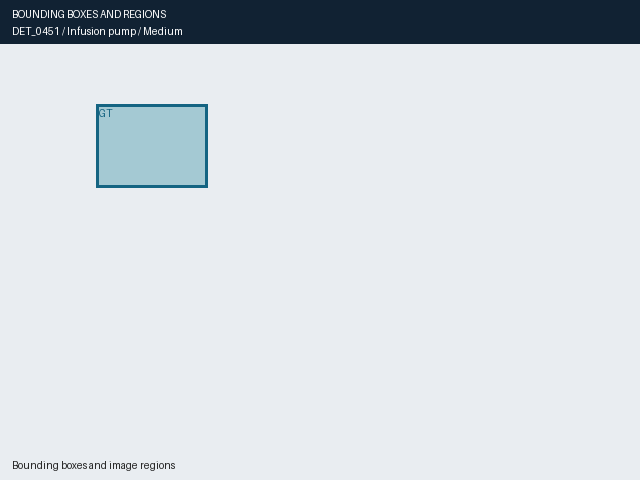 BOUNDING BOXES AND REGIONS
DET_0451 / Infusion pump / Medium
GT
Bounding boxes and image regions